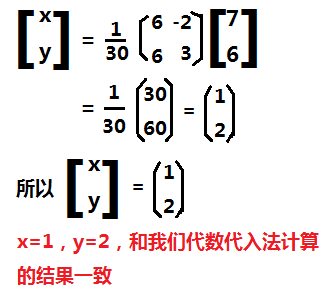 [x y] = 1/30 (6 -2 6 3) [7 6]
= 1/30 (30 60) = (1 2)
所以 [x y] = (1 2)
x=1，y=2，和我们代数代入法计算
的结果一致